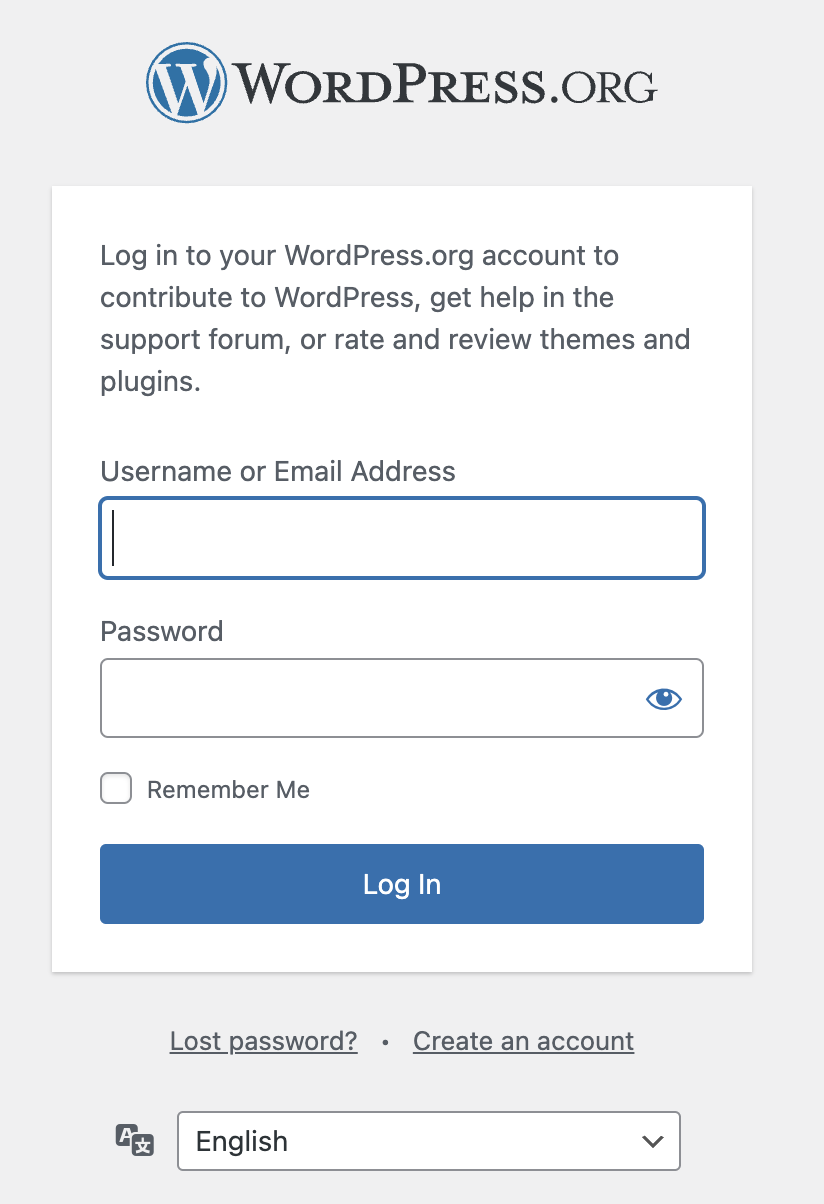 WORDPRESS.ORG
Log in to your WordPress.org account to
contribute to WordPress, get help in the
support forum, or rate and review themes and
plugins.
Username or Email Address
Password
Remember Me
Log In
Lost password? • Create an account
A文 English